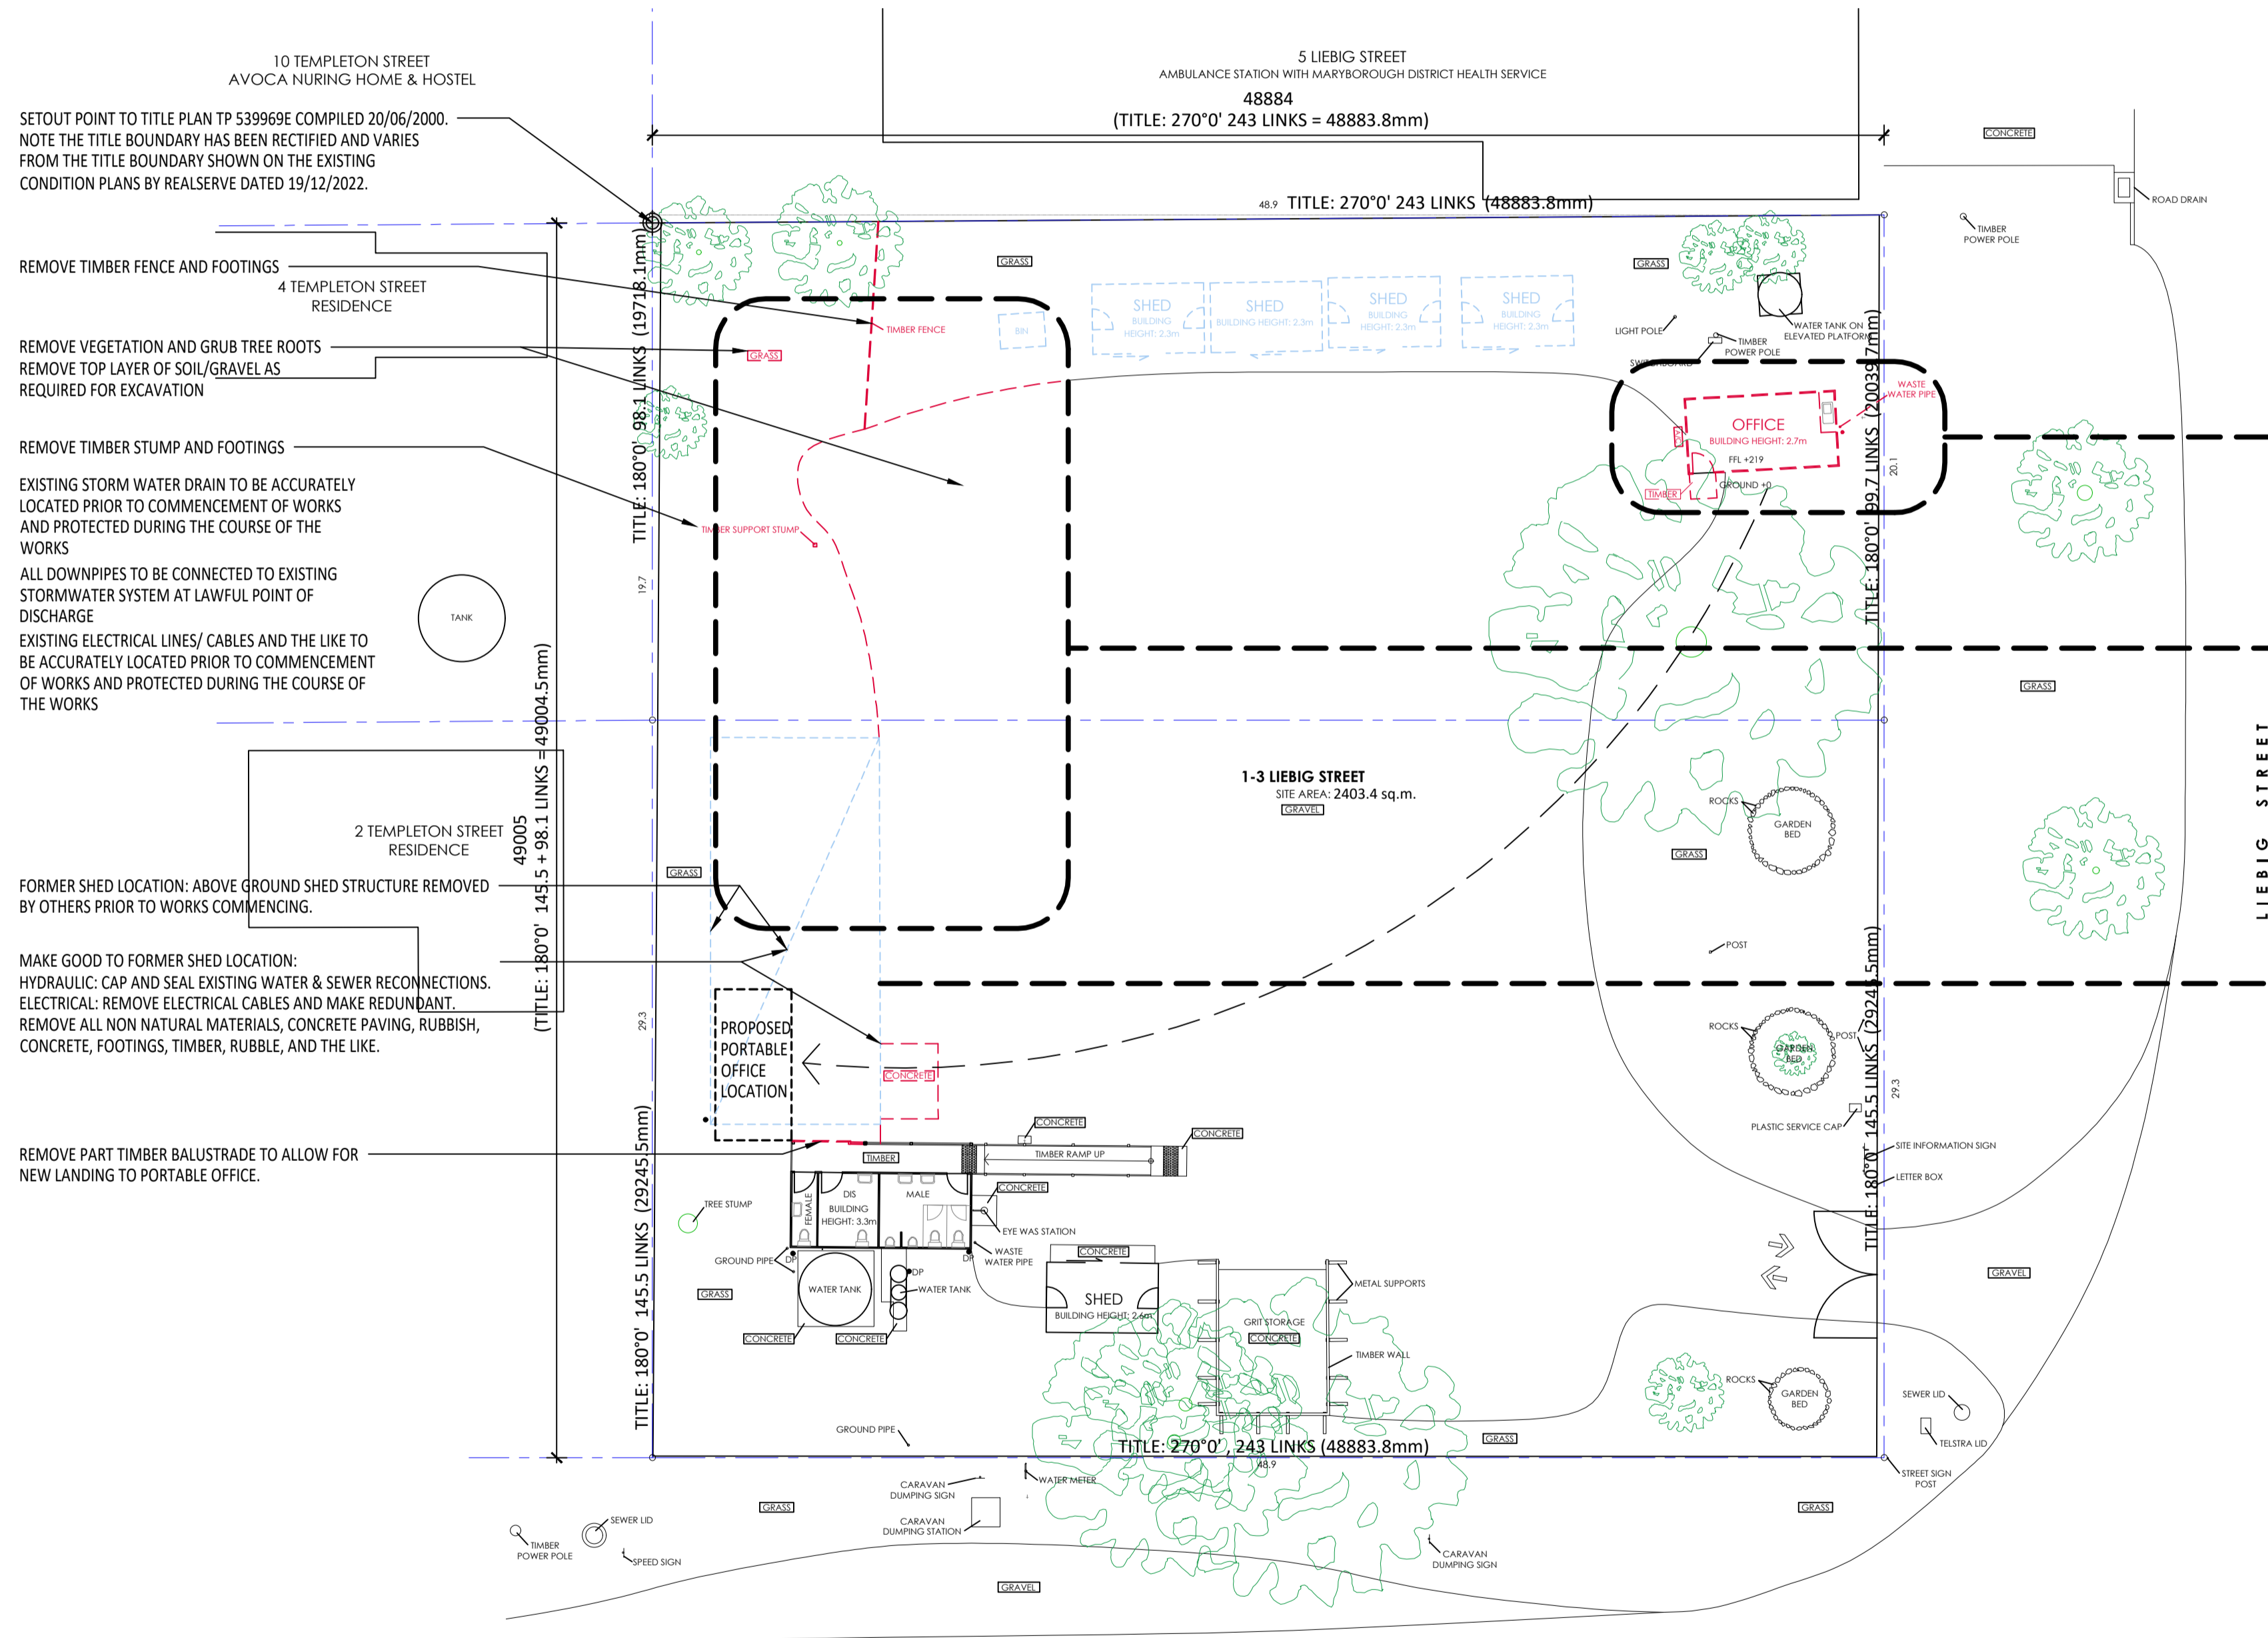 10 TEMPLETON STREET
AVOCA NURING HOME & HOSTEL
5 LIEBIG STREET
AMBULANCE STATION WITH MARYBOROUGH DISTRICT HEALTH SERVICE
48884
(TITLE: 270°0' 243 LINKS = 48883.8mm)
SETOUT POINT TO TITLE PLAN TP 539969E COMPILED 20/06/2000.
NOTE THE TITLE BOUNDARY HAS BEEN RECTIFIED AND VARIES
FROM THE TITLE BOUNDARY SHOWN ON THE EXISTING
CONDITION PLANS BY REALSERVE DATED 19/12/2022.
CONCRETE
ROAD DRAIN
TIMBER
POWER POLE
48.9
TITLE: 270°0' 243 LINKS (48883.8mm)
REMOVE TIMBER FENCE AND FOOTINGS
4 TEMPLETON STREET
RESIDENCE
GRASS
GRASS
TIMBER FENCE
BIN
SHED
BUILDING
HEIGHT: 2.3m
SHED
BUILDING HEIGHT: 2.3m
SHED
BUILDING
HEIGHT: 2.3m
SHED
BUILDING
HEIGHT: 2.3m
LIGHT POLE
WATER TANK ON
ELEVATED PLATFORM
TIMBER
POWER POLE
SWITCHBOARD
REMOVE VEGETATION AND GRUB TREE ROOTS
REMOVE TOP LAYER OF SOIL/GRAVEL AS
REQUIRED FOR EXCAVATION
GRASS
TITLE: 180°0' 98.1 LINKS (19718.1mm)
TITLE: 180°0' 99.7 LINKS (20039.7mm)
WASTE
WATER PIPE
OFFICE
BUILDING HEIGHT: 2.7m
A/C
FFL +219
GROUND +0
TIMBER
20.1
REMOVE TIMBER STUMP AND FOOTINGS
TIMBER SUPPORT STUMP
EXISTING STORM WATER DRAIN TO BE ACCURATELY
LOCATED PRIOR TO COMMENCEMENT OF WORKS
AND PROTECTED DURING THE COURSE OF THE
WORKS
ALL DOWNPIPES TO BE CONNECTED TO EXISTING
STORMWATER SYSTEM AT LAWFUL POINT OF
DISCHARGE
EXISTING ELECTRICAL LINES/ CABLES AND THE LIKE TO
BE ACCURATELY LOCATED PRIOR TO COMMENCEMENT
OF WORKS AND PROTECTED DURING THE COURSE OF
THE WORKS
TANK
19.7
GRASS
LIEBIG STREET
49005
(TITLE: 180°0' 145.5 + 98.1 LINKS = 49004.5mm)
1-3 LIEBIG STREET
SITE AREA: 2403.4 sq.m.
GRAVEL
ROCKS
GARDEN
BED
GRASS
2 TEMPLETON STREET
RESIDENCE
GRASS
FORMER SHED LOCATION: ABOVE GROUND SHED STRUCTURE REMOVED
BY OTHERS PRIOR TO WORKS COMMENCING.
POST
MAKE GOOD TO FORMER SHED LOCATION:
HYDRAULIC: CAP AND SEAL EXISTING WATER & SEWER RECONNECTIONS.
ELECTRICAL: REMOVE ELECTRICAL CABLES AND MAKE REDUNDANT.
REMOVE ALL NON NATURAL MATERIALS, CONCRETE PAVING, RUBBISH,
CONCRETE, FOOTINGS, TIMBER, RUBBLE, AND THE LIKE.
29.3
PROPOSED
PORTABLE
OFFICE
LOCATION
CONCRETE
ROCKS
GARDEN
BED
POST
TITLE: 180°0' 145.5 LINKS (29245.5mm)
29.3
PLASTIC SERVICE CAP
SITE INFORMATION SIGN
LETTER BOX
REMOVE PART TIMBER BALUSTRADE TO ALLOW FOR
NEW LANDING TO PORTABLE OFFICE.
TITLE: 180°0' 145.5 LINKS (29245.5mm)
CONCRETE
CONCRETE
TIMBER
TIMBER RAMP UP
TREE STUMP
FEMALE
DIS
BUILDING
HEIGHT: 3.3m
MALE
CONCRETE
EYE WAS STATION
WASTE
WATER PIPE
GROUND PIPE
DP
DP
DP
WATER TANK
WATER TANK
CONCRETE
CONCRETE
GRASS
CONCRETE
SHED
BUILDING HEIGHT: 2.6m
METAL SUPPORTS
GRIT STORAGE
CONCRETE
TIMBER WALL
GRAVEL
ROCKS
GARDEN
BED
SEWER LID
TELSTRA LID
STREET SIGN
POST
GROUND PIPE
TITLE: 270°0' , 243 LINKS (48883.8mm)
48.9
GRASS
CARAVAN
DUMPING SIGN
WATER METER
GRASS
CARAVAN
DUMPING STATION
GRASS
SEWER LID
TIMBER
POWER POLE
SPEED SIGN
CARAVAN
DUMPING SIGN
GRAVEL